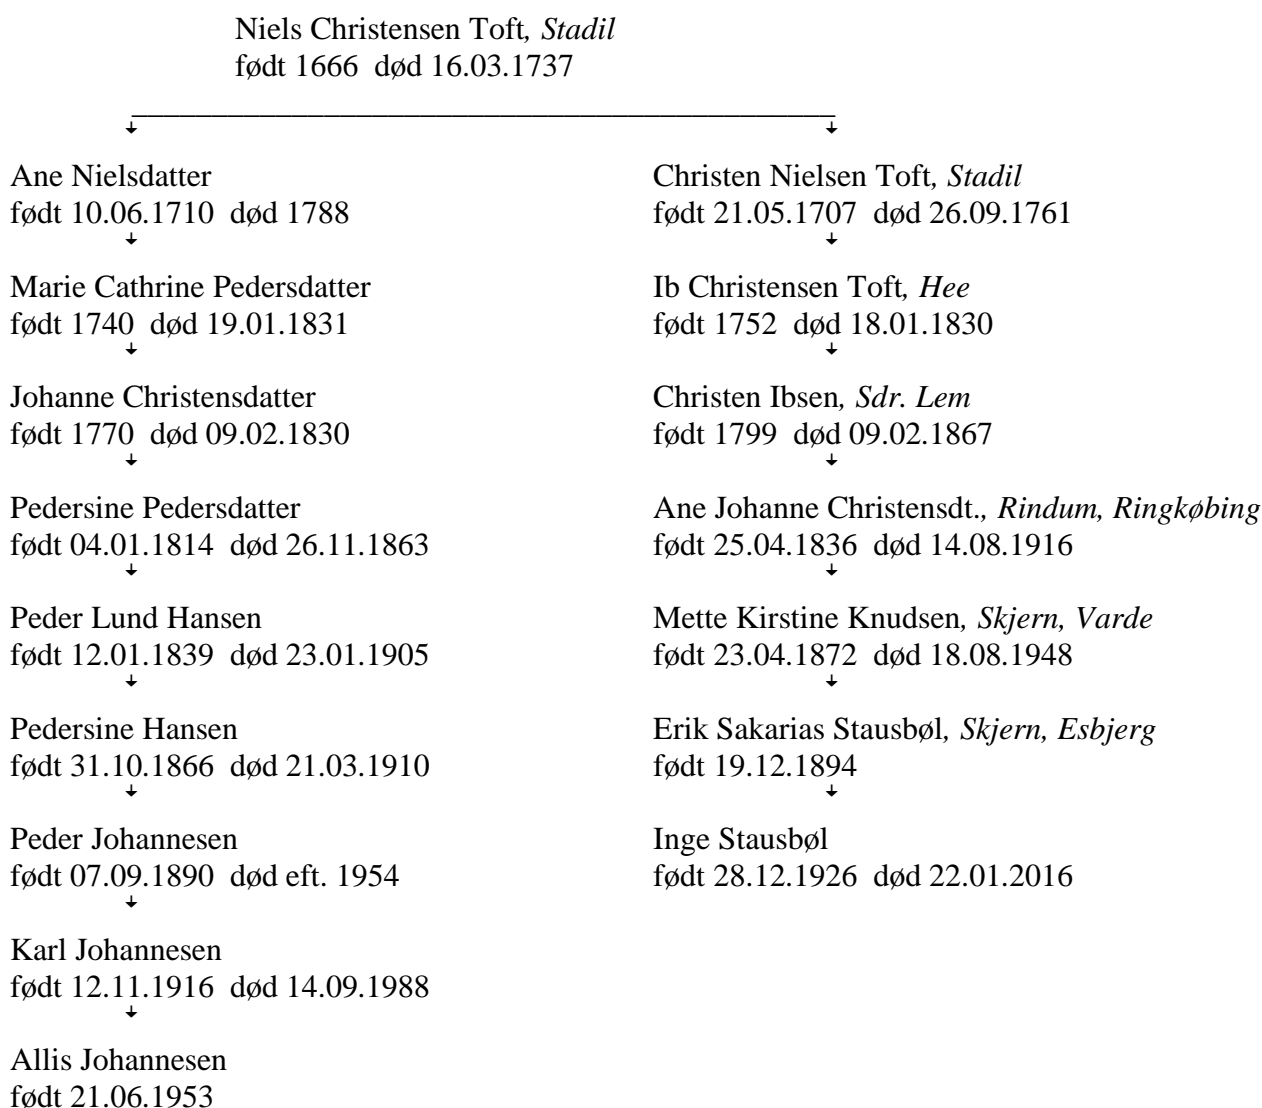 Niels Christensen Toft, Stadil
født 1666  død 16.03.1737
Ane Nielsdatter
født 10.06.1710  død 1788
Marie Cathrine Pedersdatter
født 1740  død 19.01.1831
Johanne Christensdatter
født 1770  død 09.02.1830
Pedersine Pedersdatter
født 04.01.1814  død 26.11.1863
Peder Lund Hansen
født 12.01.1839  død 23.01.1905
Pedersine Hansen
født 31.10.1866  død 21.03.1910
Peder Johannesen
født 07.09.1890  død eft. 1954
Karl Johannesen
født 12.11.1916  død 14.09.1988
Allis Johannesen
født 21.06.1953
Christen Nielsen Toft, Stadil
født 21.05.1707  død 26.09.1761
Ib Christensen Toft, Hee
født 1752  død 18.01.1830
Christen Ibsen, Sdr. Lem
født 1799  død 09.02.1867
Ane Johanne Christensdt., Rindum, Ringkøbing
født 25.04.1836  død 14.08.1916
Mette Kirstine Knudsen, Skjern, Varde
født 23.04.1872  død 18.08.1948
Erik Sakarias Stausbøl, Skjern, Esbjerg
født 19.12.1894
Inge Stausbøl
født 28.12.1926  død 22.01.2016